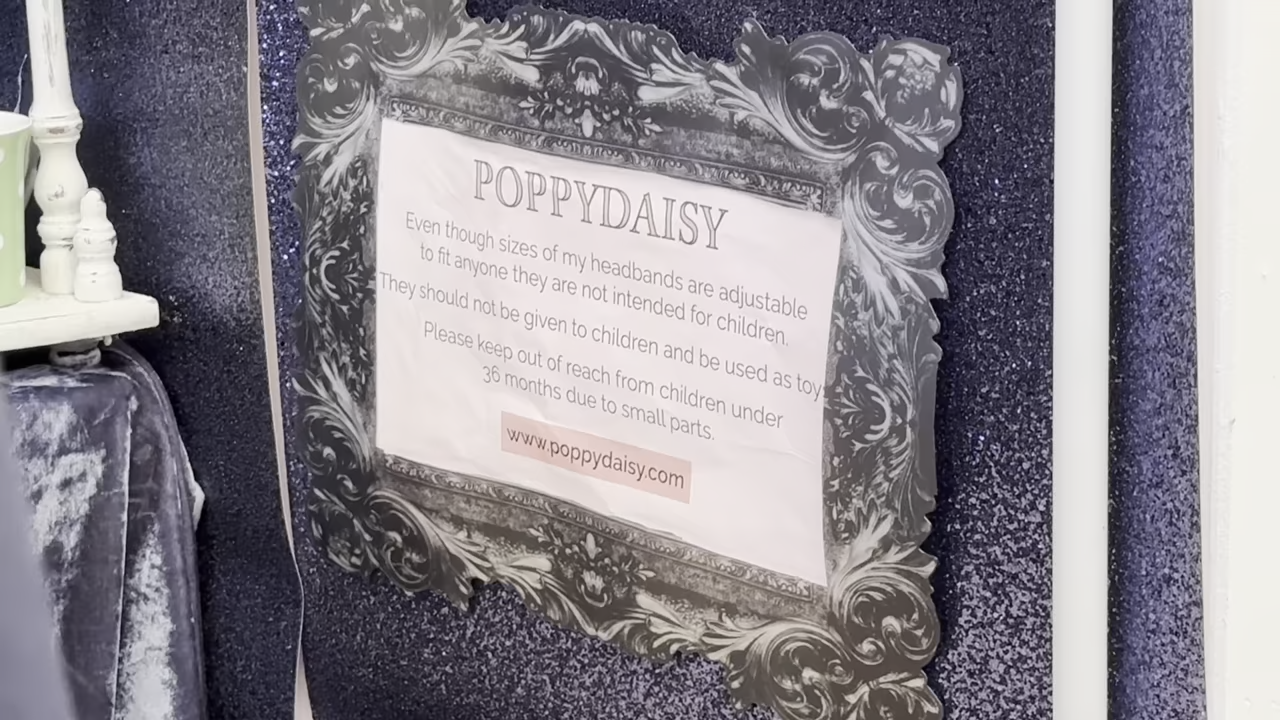 POPPYDAISY
Even though sizes of my headbands are adjustable
to fit anyone they are not intended for children.
They should not be given to children and be used as toy
Please keep out of reach from children under
36 months due to small parts.
www.poppydaisy.com